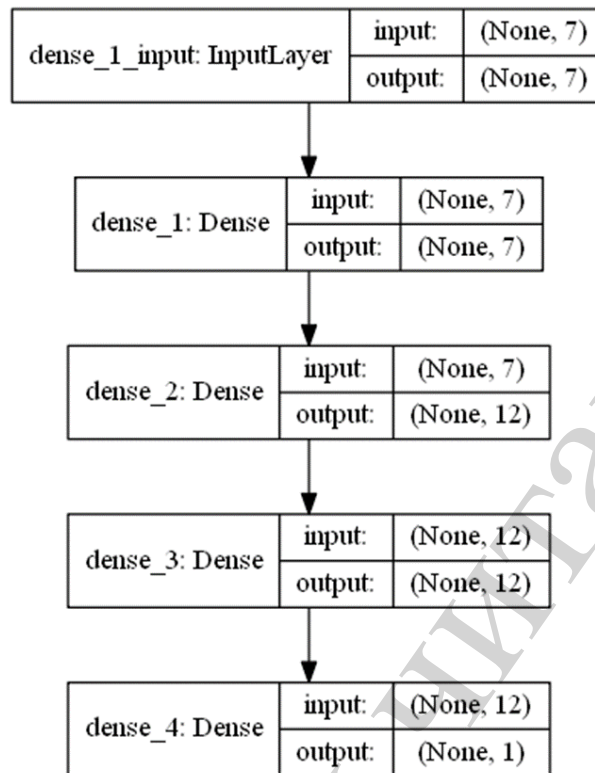 dense_1_input: InputLayer
input: (None, 7)
output: (None, 7)
dense_1: Dense
input: (None, 7)
output: (None, 7)
dense_2: Dense
input: (None, 7)
output: (None, 12)
dense_3: Dense
input: (None, 12)
output: (None, 12)
dense_4: Dense
input: (None, 12)
output: (None, 1)